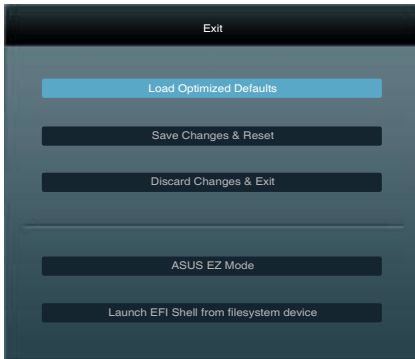 Exit
Load Optimized Defaults
Save Changes & Reset
Discard Changes & Exit
ASUS EZ Mode
Launch EFI Shell from filesystem device